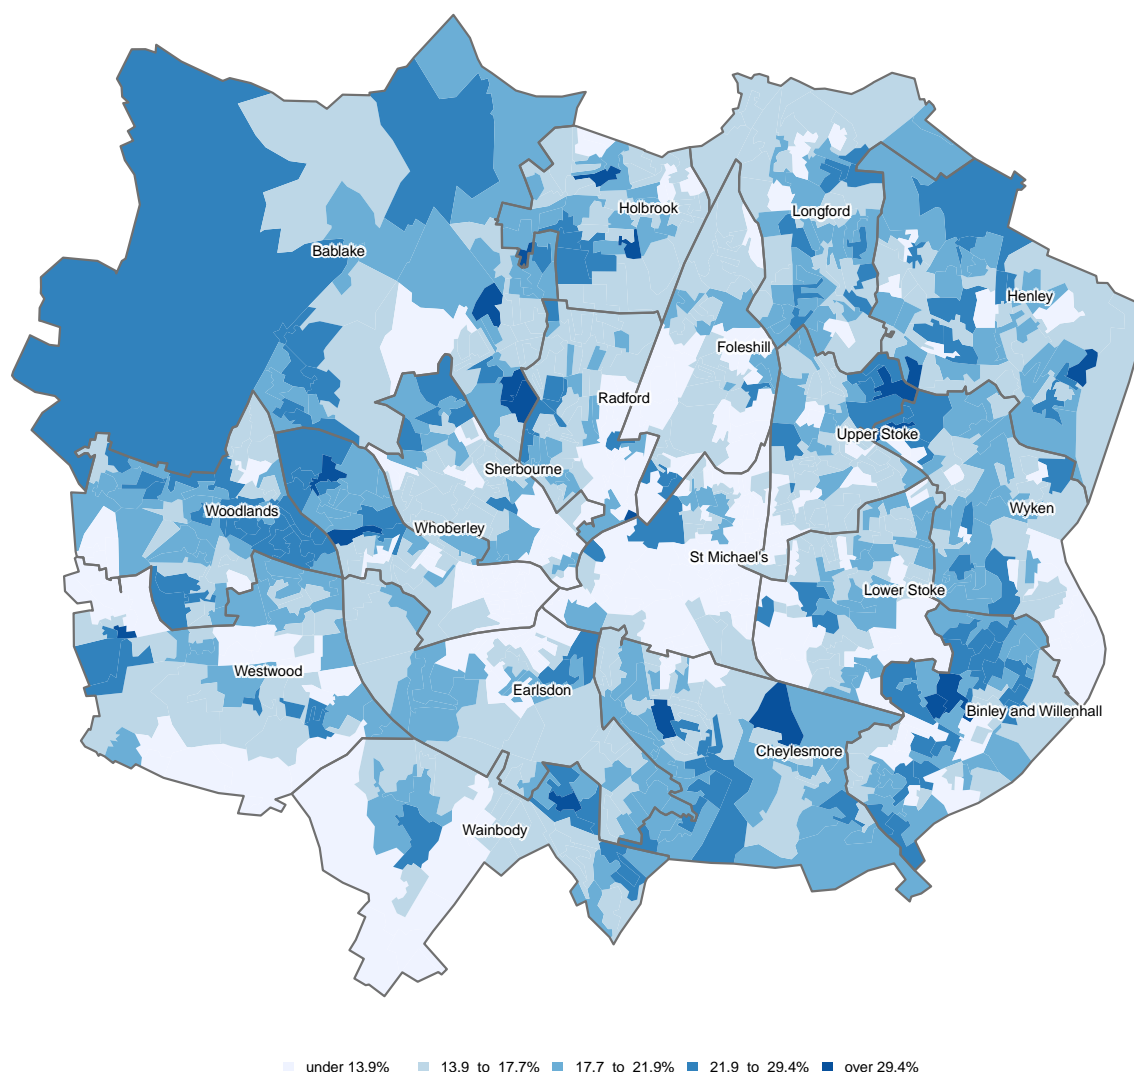 Holbrook
Longford
Bablake
Henley
Foleshill
Radford
Upper Stoke
Sherbourne
Woodlands
Wyken
Whoberley
St Michael's
Lower Stoke
Westwood
Earlsdon
Binley and Willenhall
Cheylesmore
Wainbody
under 13.9% 13.9 to 17.7% 17.7 to 21.9% 21.9 to 29.4% over 29.4%